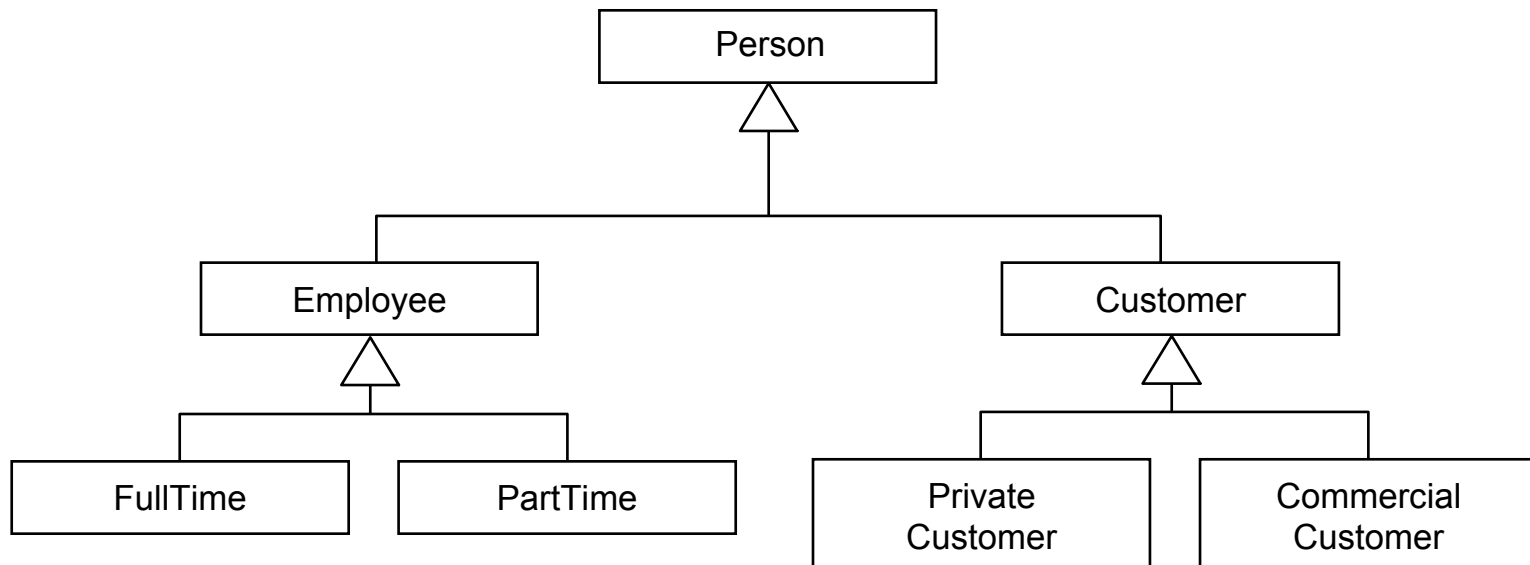 Person
Employee
Customer
FullTime
PartTime
Private
Customer
Commercial
Customer